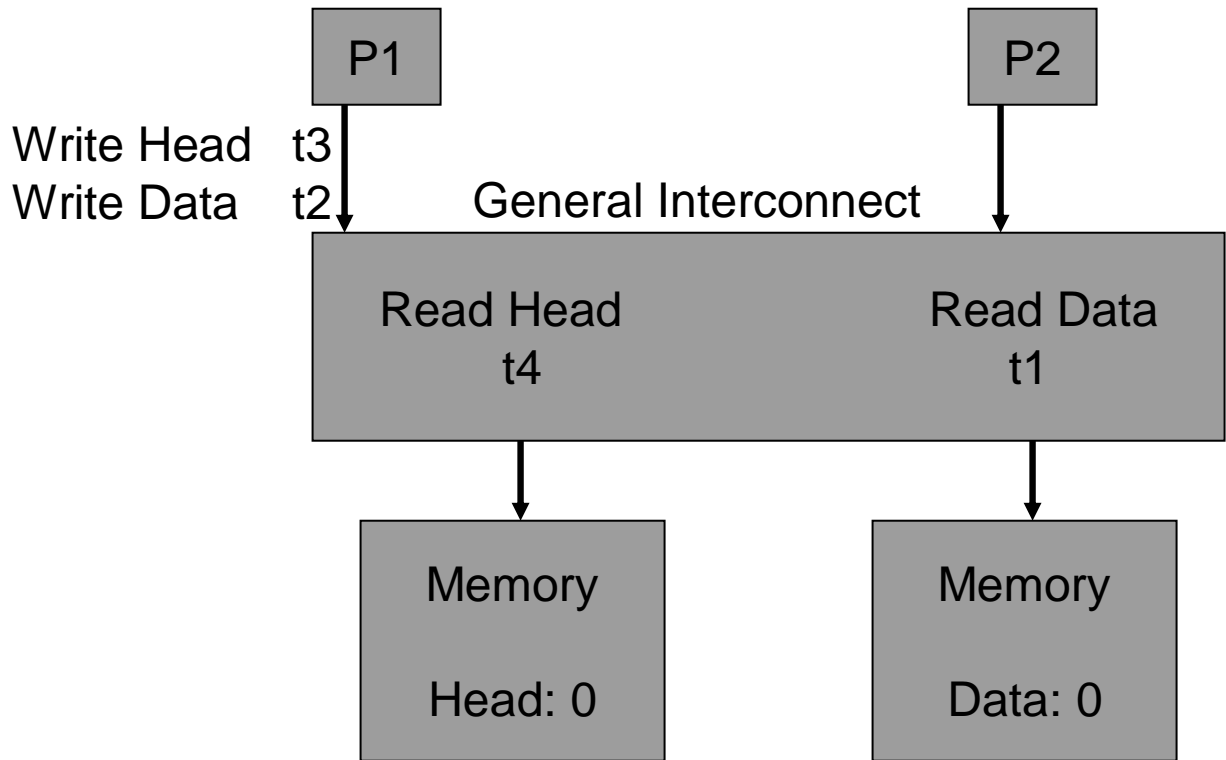 P1
P2
Write Head t3
Write Data t2
General Interconnect
Read Head
t4
Read Data
t1
Memory
Head: 0
Memory
Data: 0